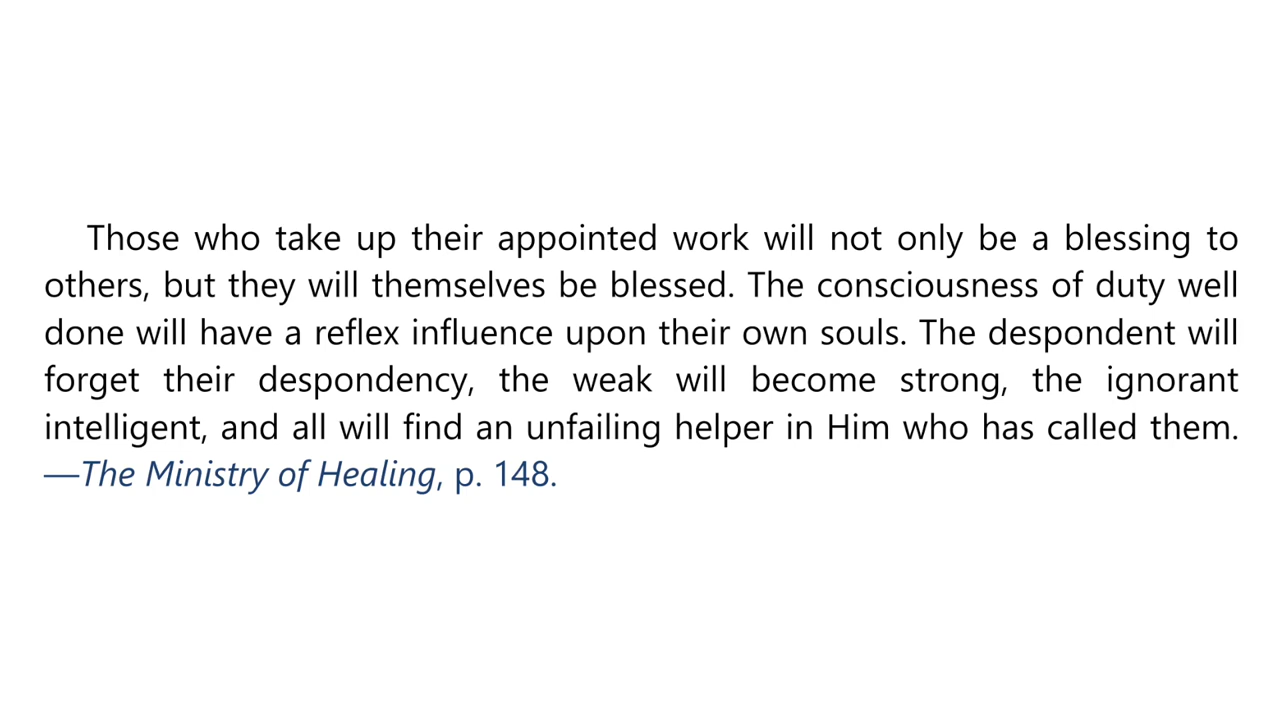 Those who take up their appointed work will not only be a blessing to
others, but they will themselves be blessed. The consciousness of duty well
done will have a reflex influence upon their own souls. The despondent will
forget their despondency, the weak will become strong, the ignorant
intelligent, and all will find an unfailing helper in Him who has called them.
—The Ministry of Healing, p. 148.